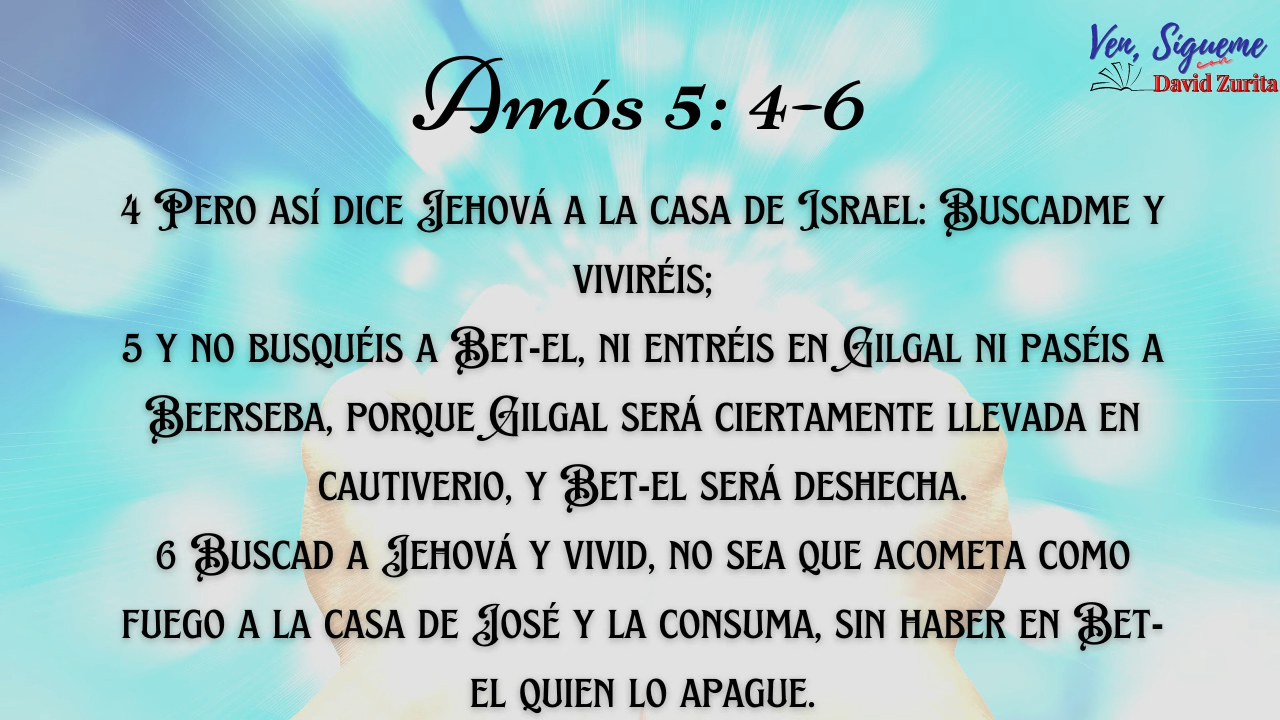 Ven, Sígueme
con
David Zurita
Amós 5: 4-6
4 Pero así dice Jehová a la casa de Israel: Buscadme y
viviréis;
5 y no busquéis a Bet-el, ni entréis en Gilgal ni paséis a
Beerseba, porque Gilgal será ciertamente llevada en
cautiverio, y Bet-el será deshecha.
6 Buscad a Jehová y vivid, no sea que acometa como
fuego a la casa de José y la consuma, sin haber en Bet-
el quien lo apague.